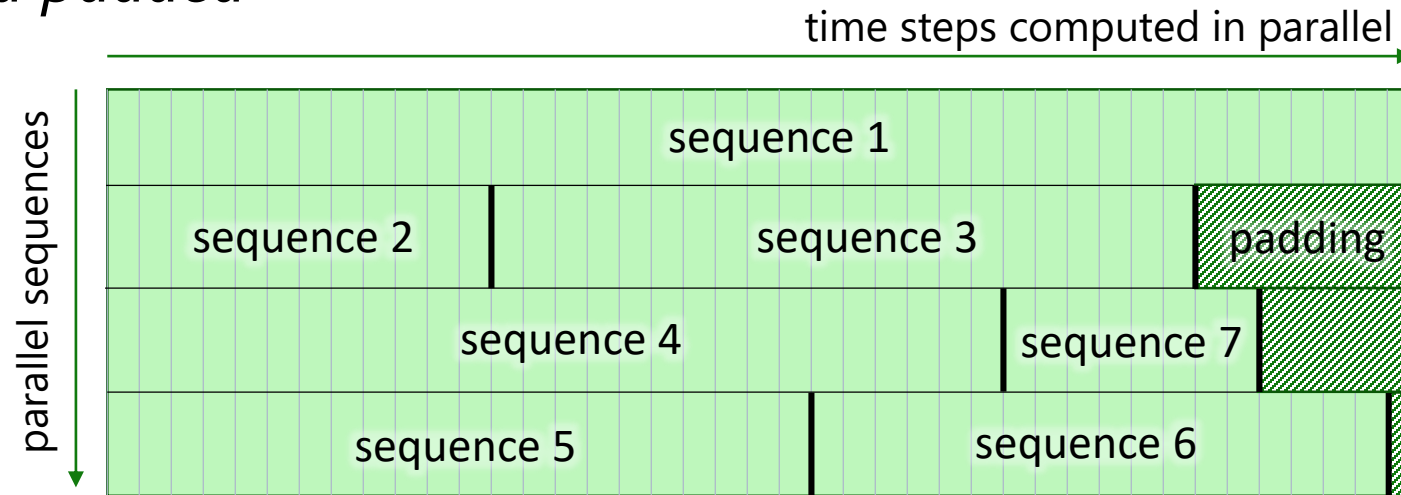 padded
time steps computed in parallel
parallel sequences
sequence 1
sequence 2 sequence 3 padding
sequence 4 sequence 7
sequence 5 sequence 6